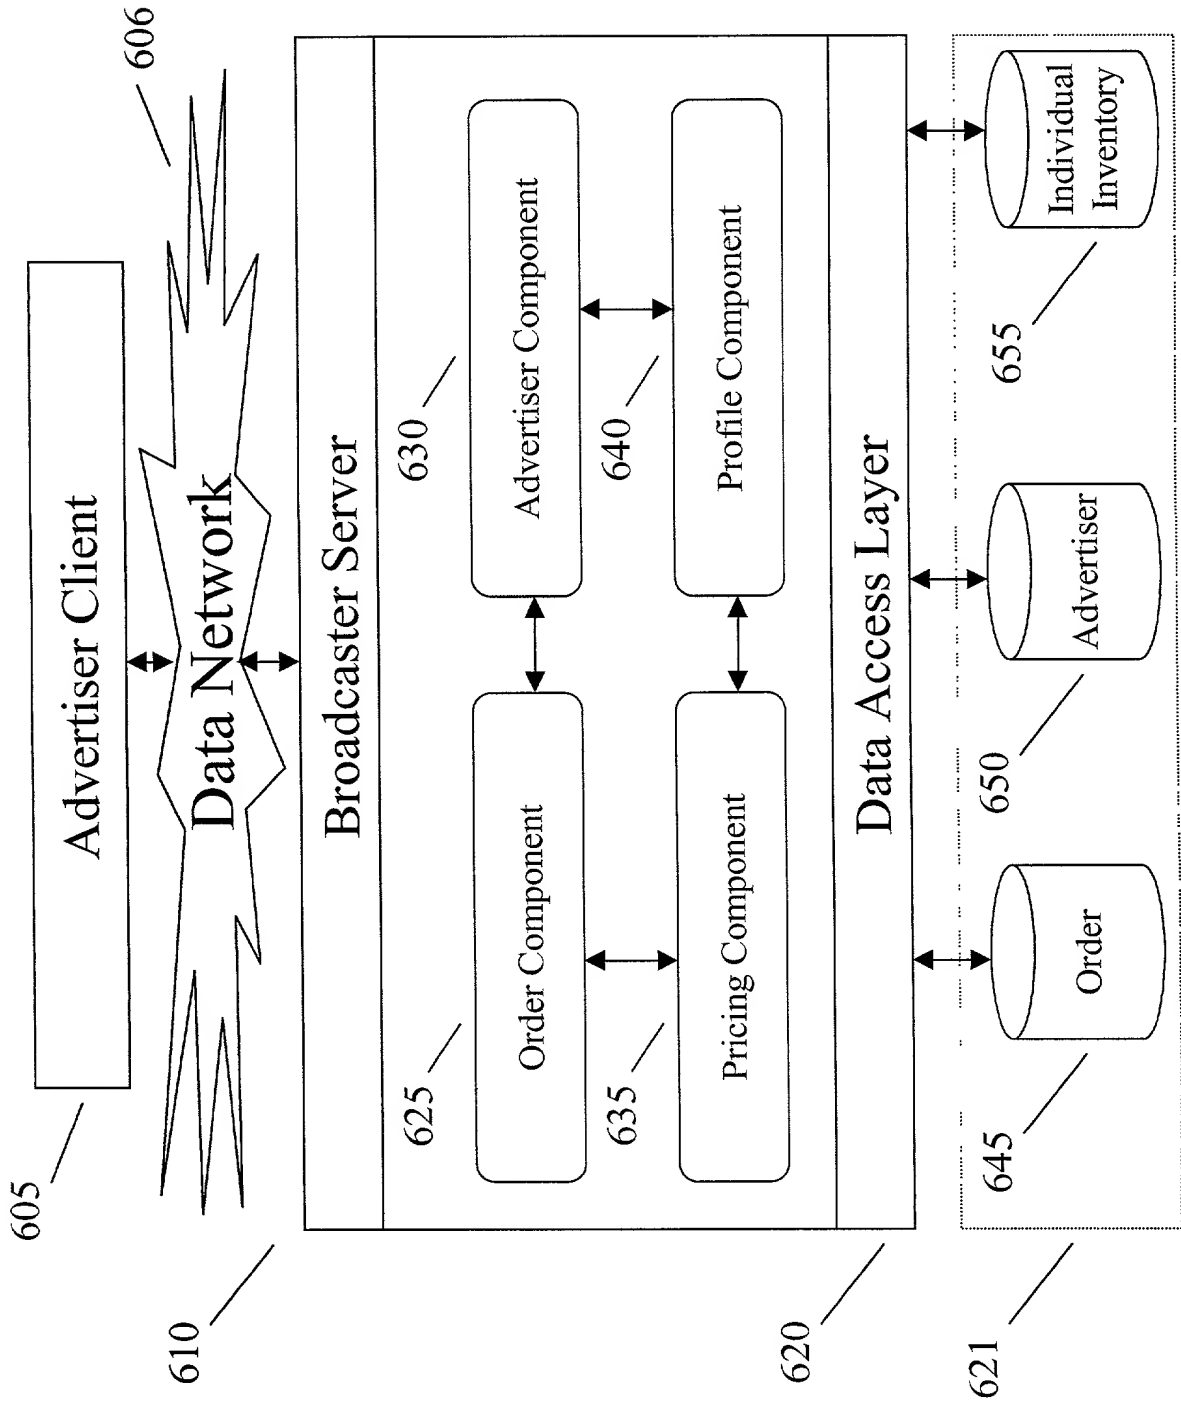 605
Advertiser Client
606
Data Network
610
Broadcaster Server
625
Order Component
630
Advertiser Component
635
Pricing Component
640
Profile Component
620
Data Access Layer
621
645
Order
650
Advertiser
655
Individual
Inventory